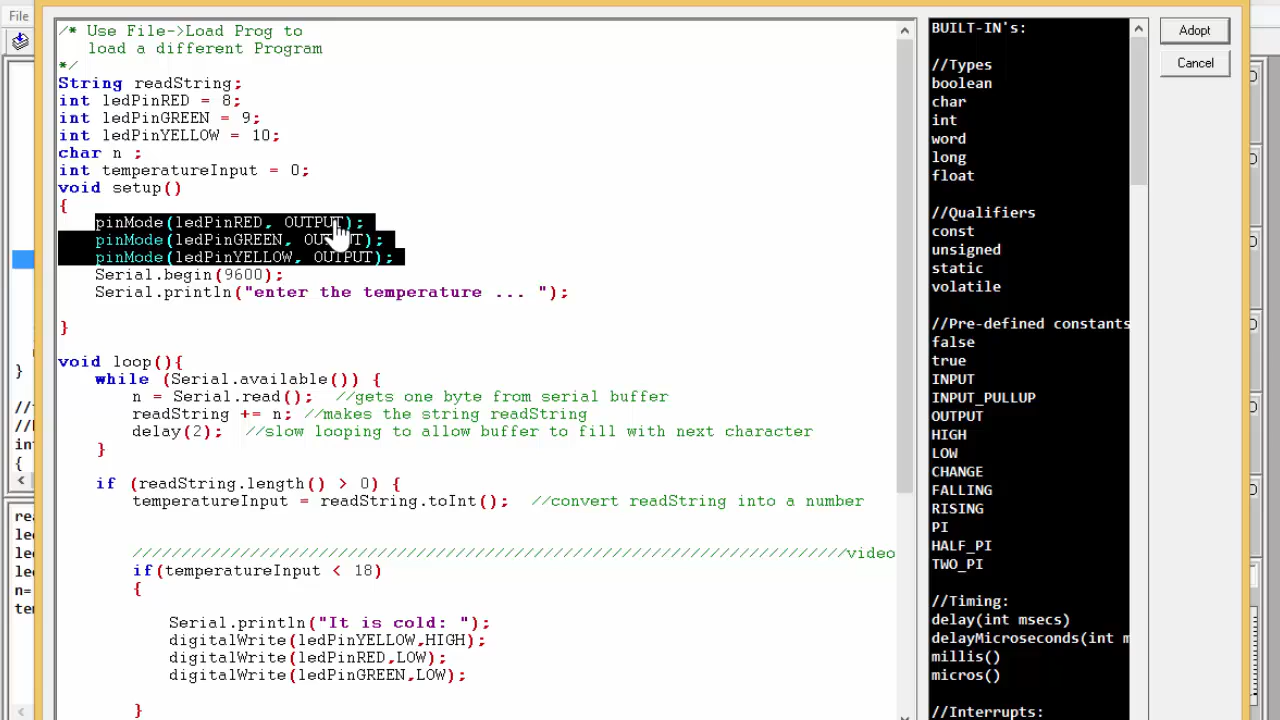 File
/* Use File->Load Prog to
load a different Program
*/
String readString;
int ledPinRED = 8;
int ledPinGREEN = 9;
int ledPinYELLOW = 10;
char n ;
int temperatureInput = 0;
void setup()
{
pinMode(ledPinRED, OUTPUT);
pinMode(ledPinGREEN, OUTPUT);
pinMode(ledPinYELLOW, OUTPUT);
Serial.begin(9600);
Serial.println("enter the temperature ... ");
}
void loop(){
while (Serial.available()) {
n = Serial.read(); //gets one byte from serial buffer
readString += n; //makes the string readString
delay(2); //slow looping to allow buffer to fill with next character
}
if (readString.length() > 0) {
temperatureInput = readString.toInt(); //convert readString into a number
////////////////////////////////////////////////////////////////////////video
if(temperatureInput < 18)
{
Serial.println("It is cold: ");
digitalWrite(ledPinYELLOW,HIGH);
digitalWrite(ledPinRED,LOW);
digitalWrite(ledPinGREEN,LOW);
}
BUILT-IN's:
//Types
boolean
char
int
word
long
float
//Qualifiers
const
unsigned
static
volatile
//Pre-defined constants
false
true
INPUT
INPUT_PULLUP
OUTPUT
HIGH
LOW
CHANGE
FALLING
RISING
PI
HALF_PI
TWO_PI
//Timing:
delay(int msecs)
delayMicroseconds(int m
millis()
micros()
//Interrupts:
Adopt
Cancel
}
int
{
n=